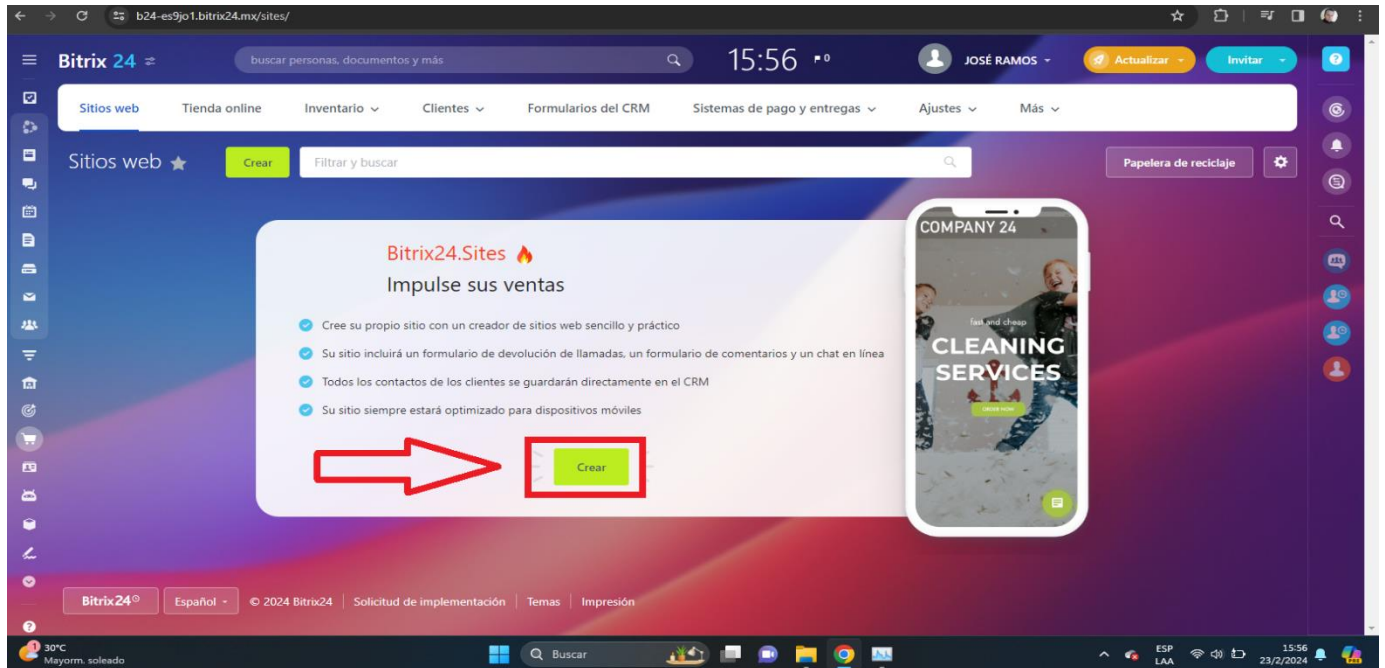 b24-es9jo1.bitrix24.mx/sites/
Bitrix 24
buscar personas, documentos y más
15:56
0
JOSÉ RAMOS
Actualizar
Invitar
Sitios web
Tienda online
Inventario
Clientes
Formularios del CRM
Sistemas de pago y entregas
Ajustes
Más
Sitios web
Crear
Filtrar y buscar
Papelera de reciclaje
Bitrix24.Sites
Impulse sus ventas
Cree su propio sitio con un creador de sitios web sencillo y práctico
Su sitio incluirá un formulario de devolución de llamadas, un formulario de comentarios y un chat en línea
Todos los contactos de los clientes se guardarán directamente en el CRM
Su sitio siempre estará optimizado para dispositivos móviles
Crear
COMPANY 24
fast and cheap
CLEANING
SERVICES
ORDER NOW
Bitrix24
Español
© 2024 Bitrix24
Solicitud de implementación
Temas
Impresión
30°C
Mayorm. soleado
Buscar
ESP
LAA
15:56
23/2/2024